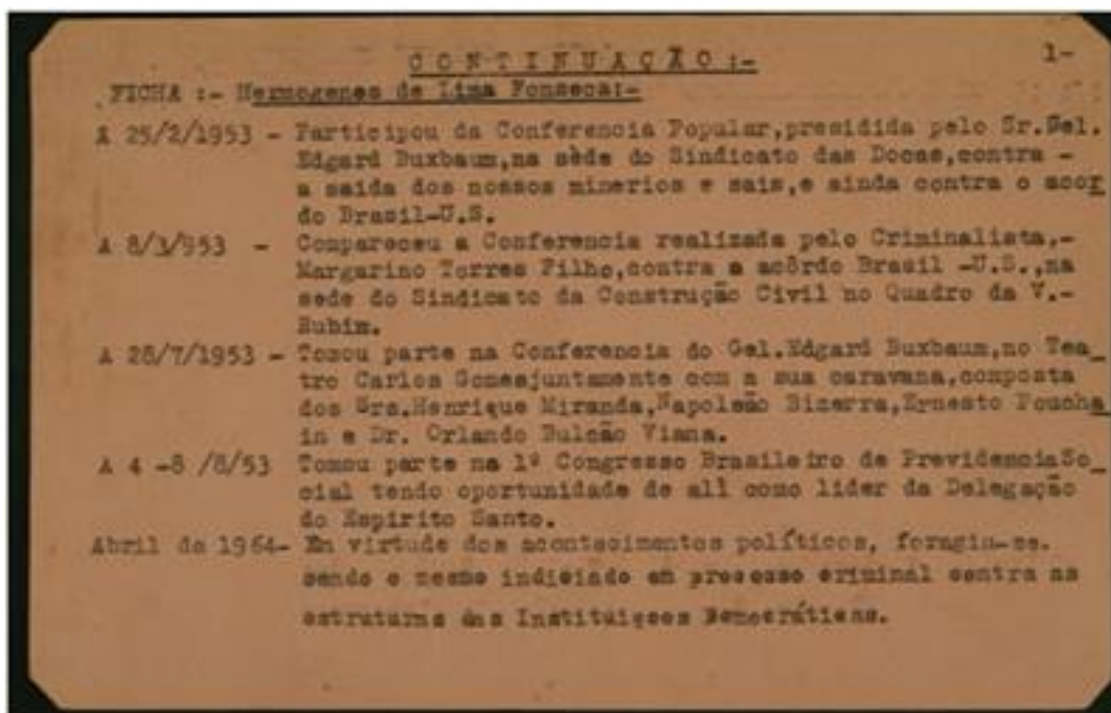 CONTINUAÇÃO:-
1-
FICHA :- Hermogenes de Lima Fonseca:-
A 25/2/1953 - Participou da Conferencia Popular,presidida pelo Sr.Gel.
Edgard Buxbaum,na sède do Sindicato das Docas,contra -
a saida dos nossos minerios e sais,e ainda contra o acor
do Brasil-U.S.
A 8/3/953 - Compareceu a Conferencia realizada pelo Criminalista,-
Margarino Torres Filho,contra o acôrdo Brasil -U.S.,na
sede do Sindicato da Construção Civil no Quadro da V.-
Rubim.
A 28/7/1953 - Tomou parte na Conferencia do Gel.Edgard Buxbaum,no Tea_
tro Carlos Gomesjuntamente com a sua caravana,composta
dos Srs.Henrique Miranda,Napoleão Bizerra,Ernesto Poucha
in e Dr. Orlando Bulcão Viana.
A 4 -8 /8/53 Tomou parte na 1º Congresso Brasileiro de PrevidenciaSo_
cial tendo oportunidade de ali como lider da Delegação
do Espirito Santo.
Abril de 1964- En virtude dos acontecimentos políticos, foragiu-se.
sendo o mesmo indiciado em processo criminal contra as
estruturas das Instituiçoes Democráticas.